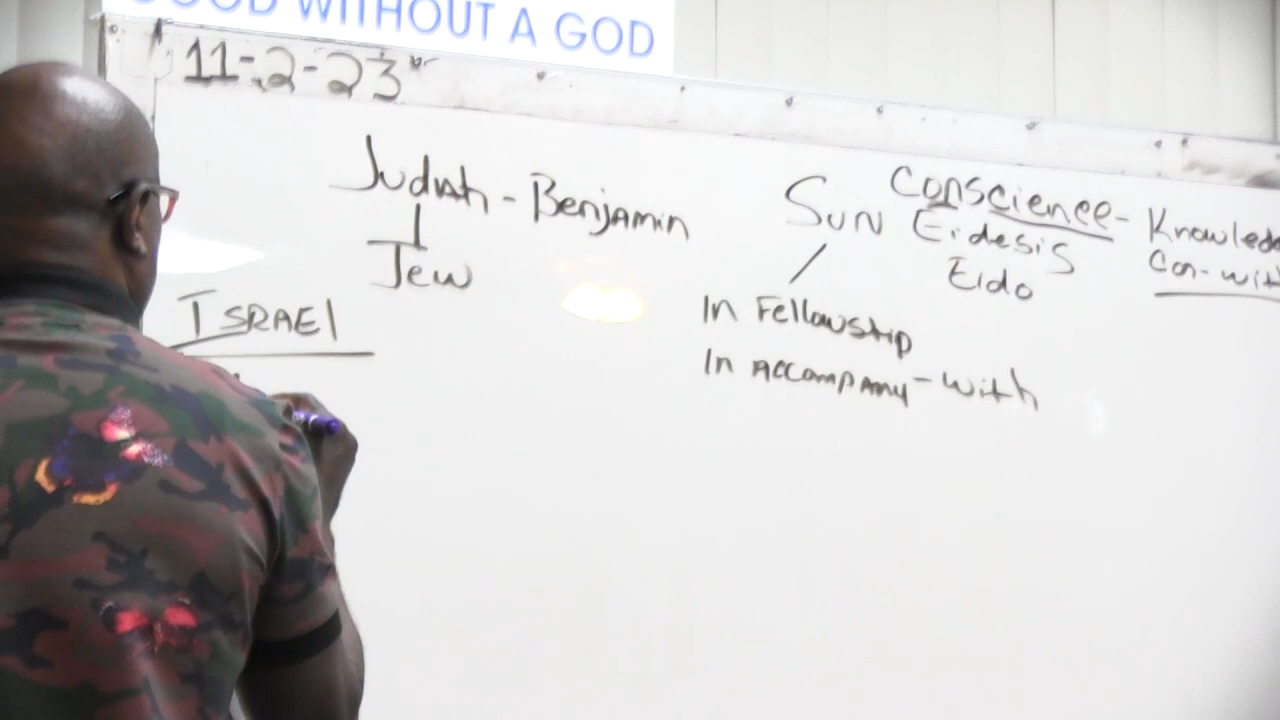 GOOD WITHOUT A GOD
11-2-23
Judah - Benjamin
Jew
ISRAEl
Conscience - Knowled
Sun Eidesis Con-wit
Eido
In Fellowship
In Accompany - with